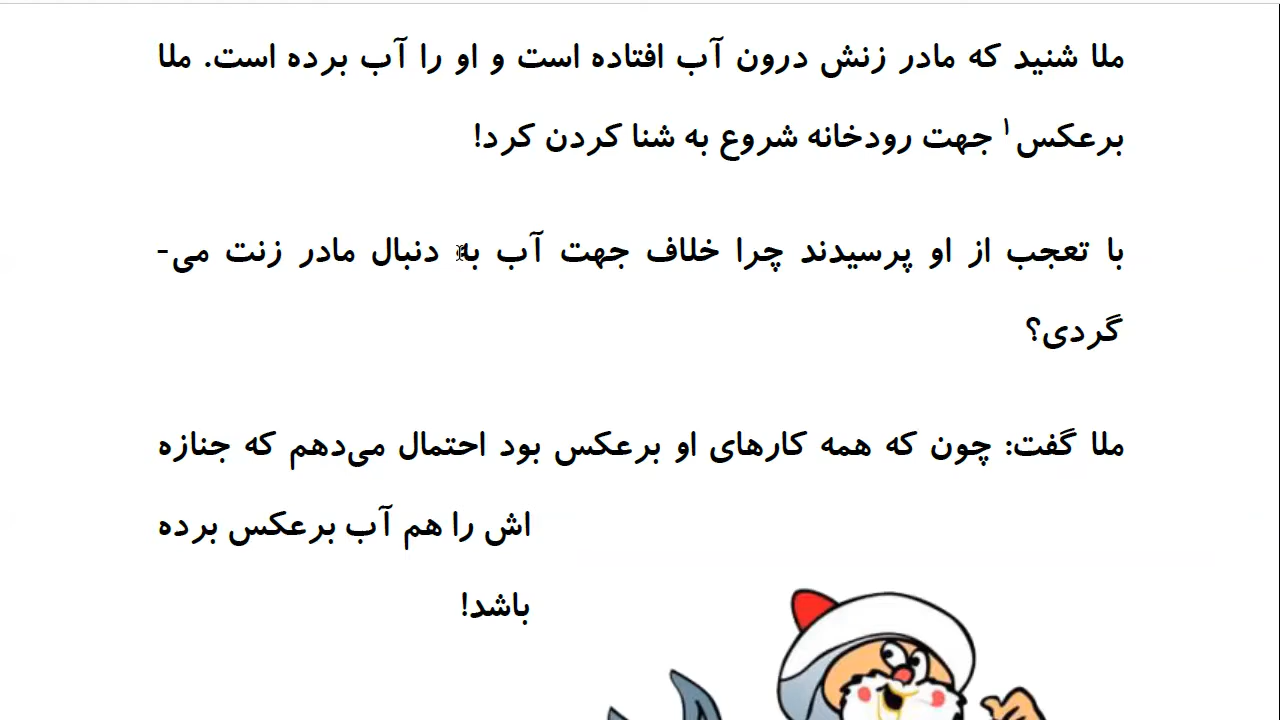 ملا شنید که مادر زنش درون آب افتاده است و او را آب برده است. ملا
برعکس۱ جهت رودخانه شروع به شنا کردن کرد!
با تعجب از او پرسیدند چرا خلاف جهت آب به دنبال مادر زنت می-
گردی؟
ملا گفت: چون که همه کارهای او برعکس بود احتمال می‌دهم که جنازه
اش را هم آب برعکس برده
باشد!